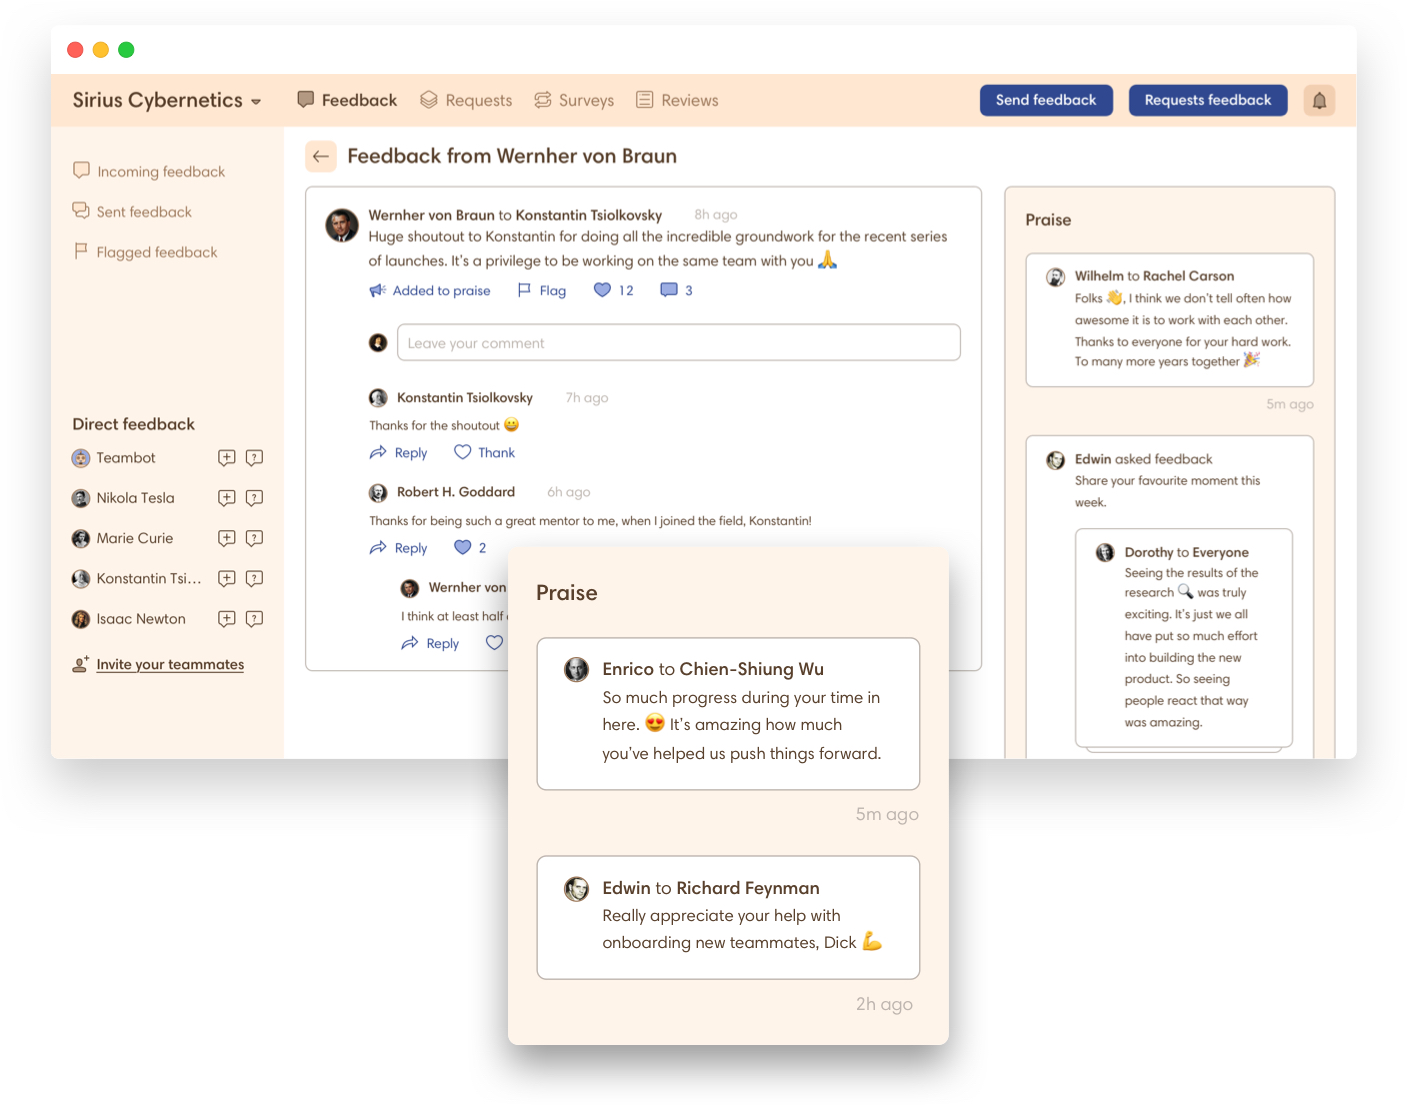 Sirius Cybernetics
Feedback
Requests
Surveys
Reviews
Send feedback
Requests feedback
Incoming feedback
Sent feedback
Flagged feedback
Direct feedback
Teambot
Nikola Tesla
Marie Curie
Konstantin Tsi...
Isaac Newton
Invite your teammates
Feedback from Wernher von Braun
Wernher von Braun to Konstantin Tsiolkovsky 8h ago
Huge shoutout to Konstantin for doing all the incredible groundwork for the recent series
of launches. It's a privilege to be working on the same team with you 🙏
Added to praise Flag 12 3
Leave your comment
Konstantin Tsiolkovsky 7h ago
Thanks for the shoutout 😀
Reply Thank
Robert H. Goddard 6h ago
Thanks for being such a great mentor to me, when I joined the field, Konstantin!
Reply 2
Wernher von
I think at least half
Reply
Praise
Wilhelm to Rachel Carson
Folks 👋, I think we don't tell often how
awesome it is to work with each other.
Thanks to everyone for your hard work.
To many more years together 🎉
5m ago
Edwin asked feedback
Share your favourite moment this
week.
Dorothy to Everyone
Seeing the results of the
research 🔍 was truly
exciting. It's just we all
have put so much effort
into building the new
product. So seeing
people react that way
was amazing.
Praise
Enrico to Chien-Shiung Wu
So much progress during your time in
here. 😍 It's amazing how much
you've helped us push things forward.
5m ago
Edwin to Richard Feynman
Really appreciate your help with
onboarding new teammates, Dick 💪
2h ago